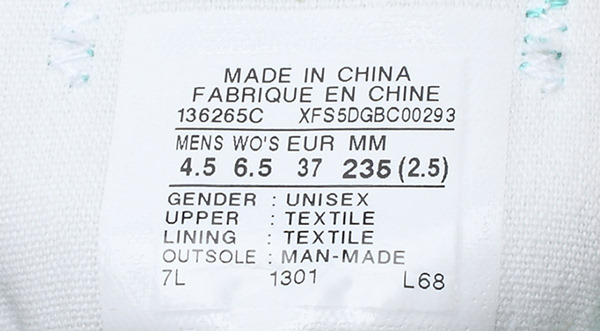 MADE IN CHINA
FABRIQUE EN CHINE
136265C XFS5DGBC00293
MENS WO'S EUR MM
4.5 6.5 37 235 (2.5)
GENDER : UNISEX
UPPER : TEXTILE
LINING : TEXTILE
OUTSOLE : MAN-MADE
7L 1301 L68